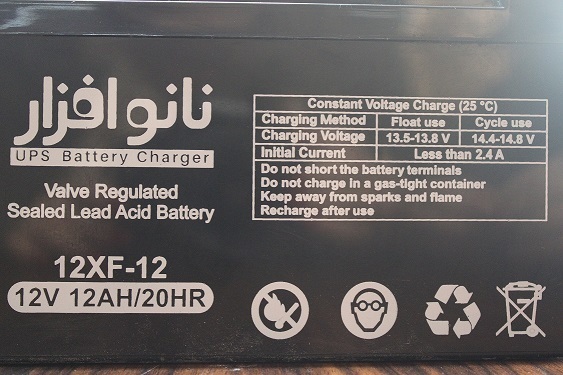 نانو افزار
UPS Battery Charger
Valve Regulated
Sealed Lead Acid Battery
12XF-12
12V 12AH/20HR
Constant Voltage Charge (25 °C)
Charging Method Float use Cycle use
Charging Voltage 13.5-13.8 V 14.4-14.8 V
Initial Current Less than 2.4 A
Do not short the battery terminals
Do not charge in a gas-tight container
Keep away from sparks and flame
Recharge after use